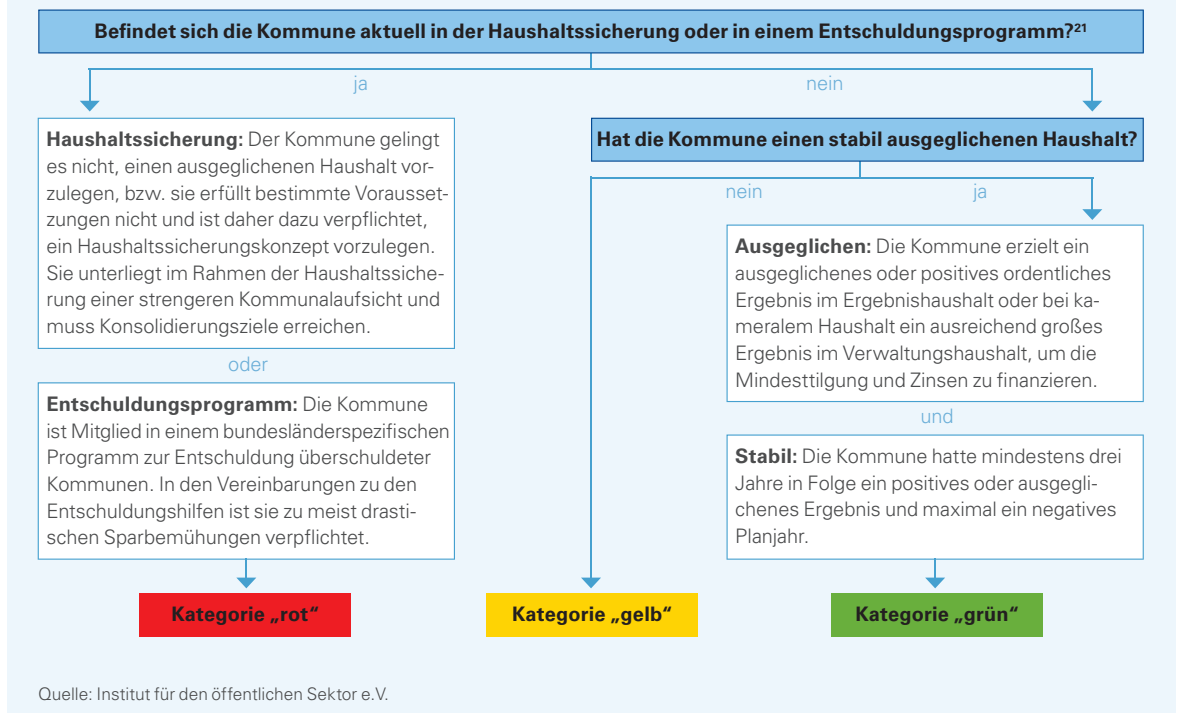 Befindet sich die Kommune aktuell in der Haushaltssicherung oder in einem Entschuldungsprogramm?²¹
ja
nein
Haushaltssicherung: Der Kommune gelingt
es nicht, einen ausgeglichenen Haushalt vor-
zulegen, bzw. sie erfüllt bestimmte Vorausset-
zungen nicht und ist daher dazu verpflichtet,
ein Haushaltssicherungskonzept vorzulegen.
Sie unterliegt im Rahmen der Haushaltssiche-
rung einer strengeren Kommunalaufsicht und
muss Konsolidierungsziele erreichen.
oder
Entschuldungsprogramm: Die Kommune
ist Mitglied in einem bundesländerspezifischen
Programm zur Entschuldung überschuldeter
Kommunen. In den Vereinbarungen zu den
Entschuldungshilfen ist sie zu meist drasti-
schen Sparbemühungen verpflichtet.
Kategorie „rot“
Hat die Kommune einen stabil ausgeglichenen Haushalt?
nein
ja
Kategorie „gelb“
Ausgeglichen: Die Kommune erzielt ein
ausgeglichenes oder positives ordentliches
Ergebnis im Ergebnishaushalt oder bei ka-
meralem Haushalt ein ausreichend großes
Ergebnis im Verwaltungshaushalt, um die
Mindesttilgung und Zinsen zu finanzieren.
und
Stabil: Die Kommune hatte mindestens drei
Jahre in Folge ein positives oder ausgegli-
chenes Ergebnis und maximal ein negatives
Planjahr.
Kategorie „grün“
Quelle: Institut für den öffentlichen Sektor e.V.